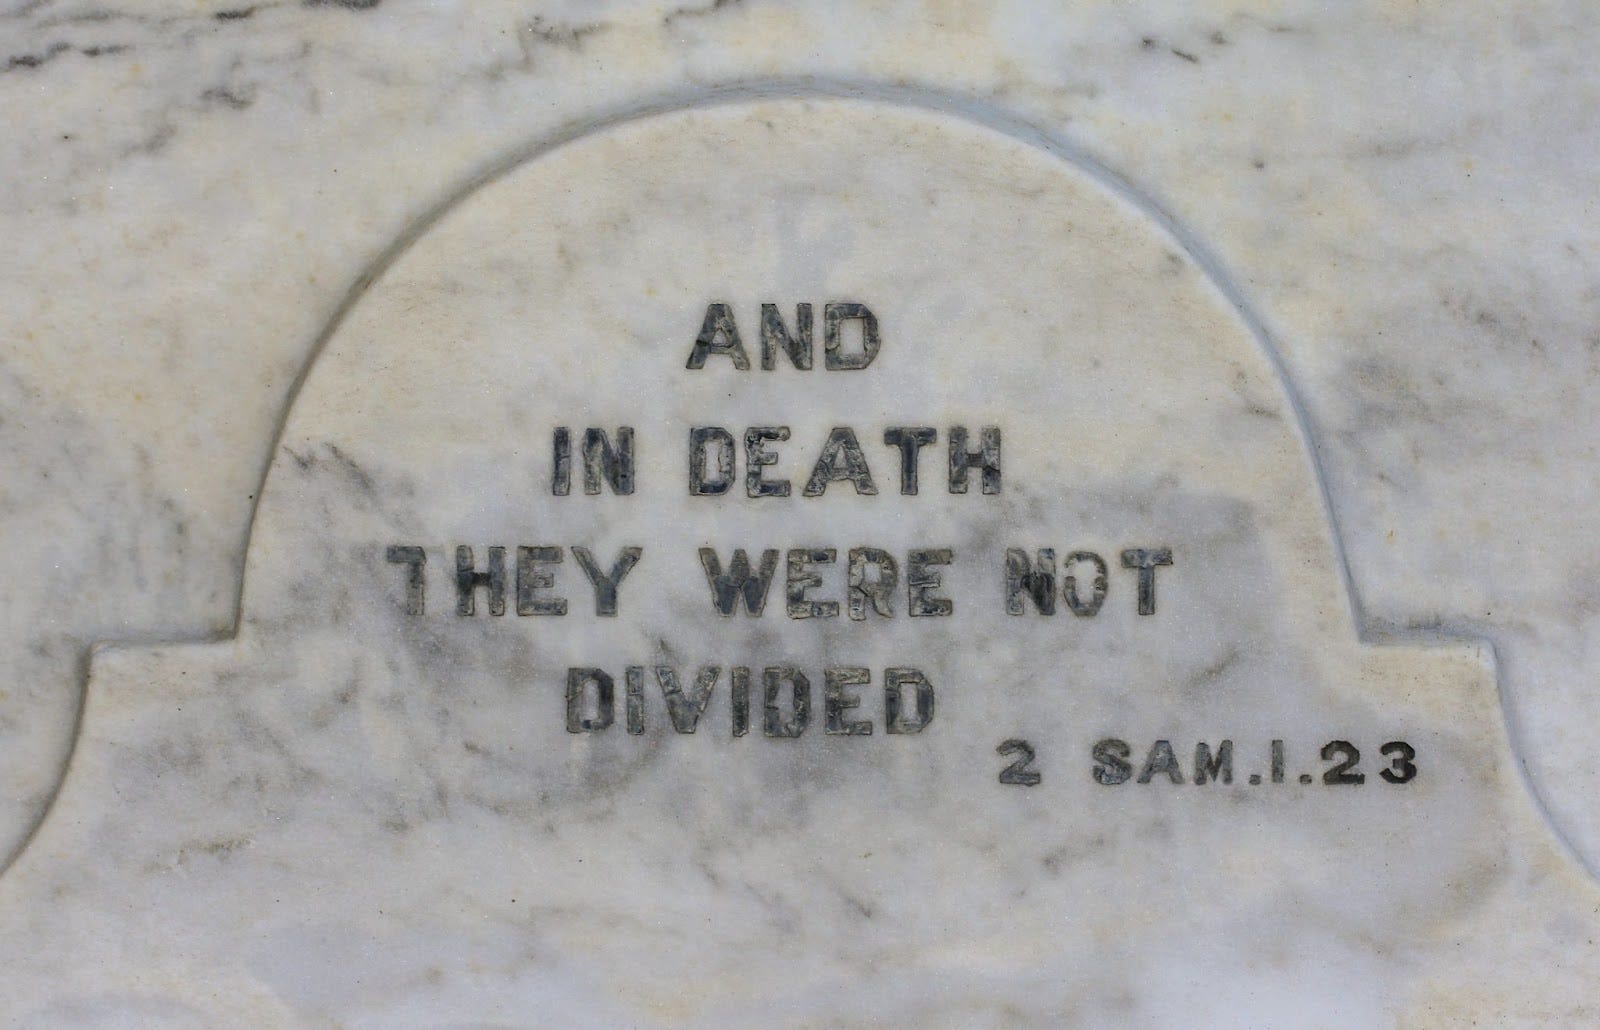 AND
IN DEATH
THEY WERE NOT
DIVIDED
2 SAM.I.23